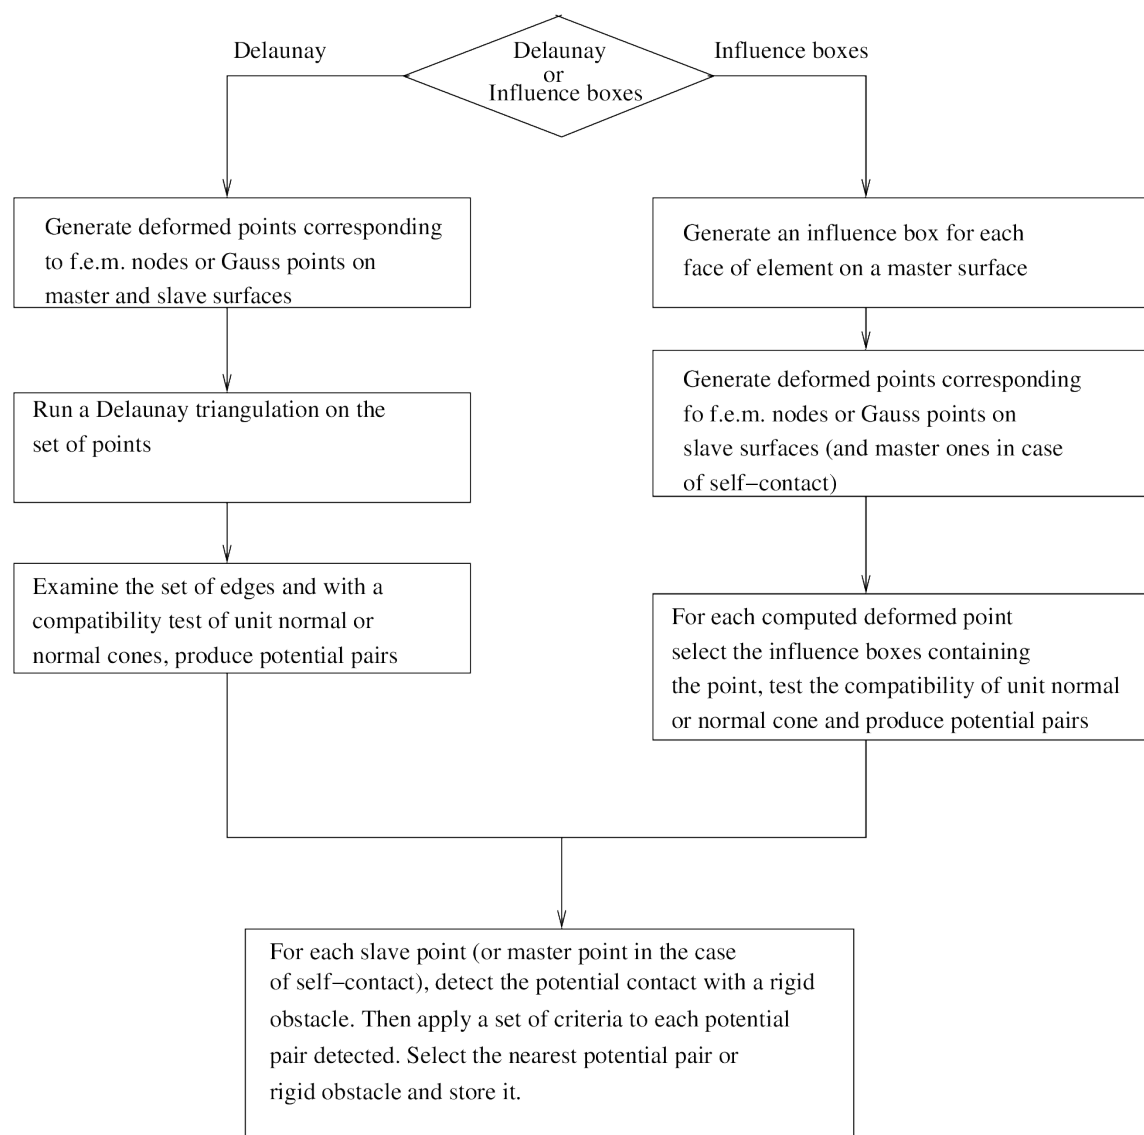 Delaunay
Delaunay
or
Influence boxes
Influence boxes
Generate deformed points corresponding
to f.e.m. nodes or Gauss points on
master and slave surfaces
Run a Delaunay triangulation on the
set of points
Examine the set of edges and with a
compatibility test of unit normal or
normal cones, produce potential pairs
Generate an influence box for each
face of element on a master surface
Generate deformed points corresponding
fo f.e.m. nodes or Gauss points on
slave surfaces (and master ones in case
of self−contact)
For each computed deformed point
select the influence boxes containing
the point, test the compatibility of unit normal
or normal cone and produce potential pairs
For each slave point (or master point in the case
of self−contact), detect the potential contact with a rigid
obstacle. Then apply a set of criteria to each potential
pair detected. Select the nearest potential pair or
rigid obstacle and store it.